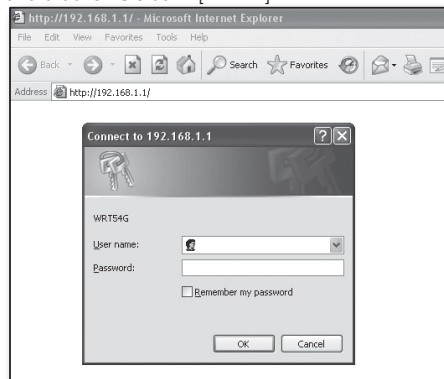 http://192.168.1.1/ - Microsoft Internet Explorer
File Edit View Favorites Tools Help
Back Search Favorites
Address http://192.168.1.1/
Connect to 192.168.1.1
WRT54G
User name:
Password:
Remember my password
OK Cancel